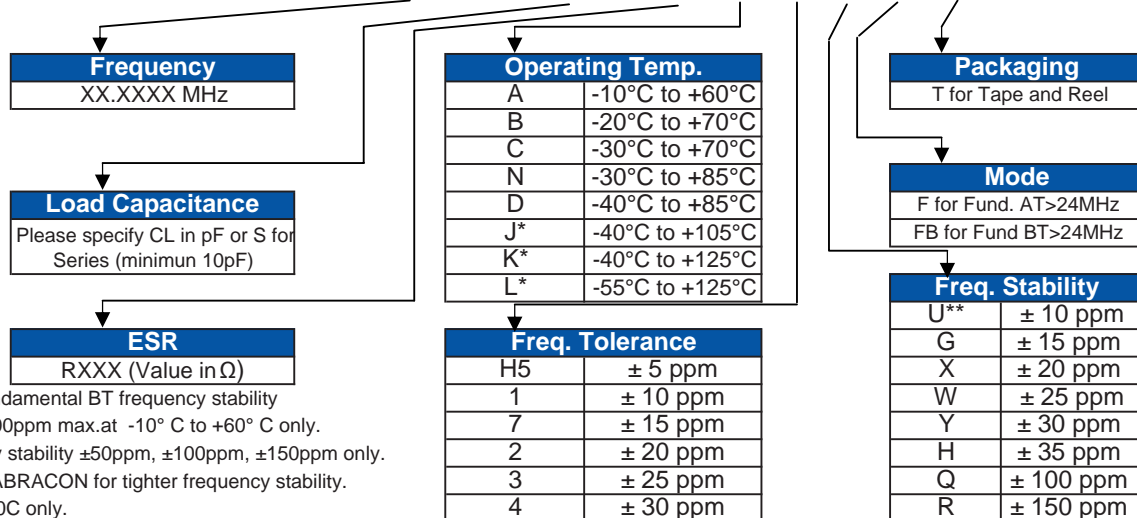 Frequency
XX.XXXX MHz
Load Capacitance
Please specify CL in pF or S for
Series (minimun 10pF)
ESR
RXXX (Value in Ω)
damental BT frequency stability
00ppm max.at -10° C to +60° C only.
y stability ±50ppm, ±100ppm, ±150ppm only.
ABRACON for tighter frequency stability.
0C only.
Operating Temp.
A -10°C to +60°C
B -20°C to +70°C
C -30°C to +70°C
N -30°C to +85°C
D -40°C to +85°C
J* -40°C to +105°C
K* -40°C to +125°C
L* -55°C to +125°C
Freq. Tolerance
H5 ± 5 ppm
1 ± 10 ppm
7 ± 15 ppm
2 ± 20 ppm
3 ± 25 ppm
4 ± 30 ppm
Packaging
T for Tape and Reel
Mode
F for Fund. AT>24MHz
FB for Fund BT>24MHz
Freq. Stability
U** ± 10 ppm
G ± 15 ppm
X ± 20 ppm
W ± 25 ppm
Y ± 30 ppm
H ± 35 ppm
Q ± 100 ppm
R ± 150 ppm